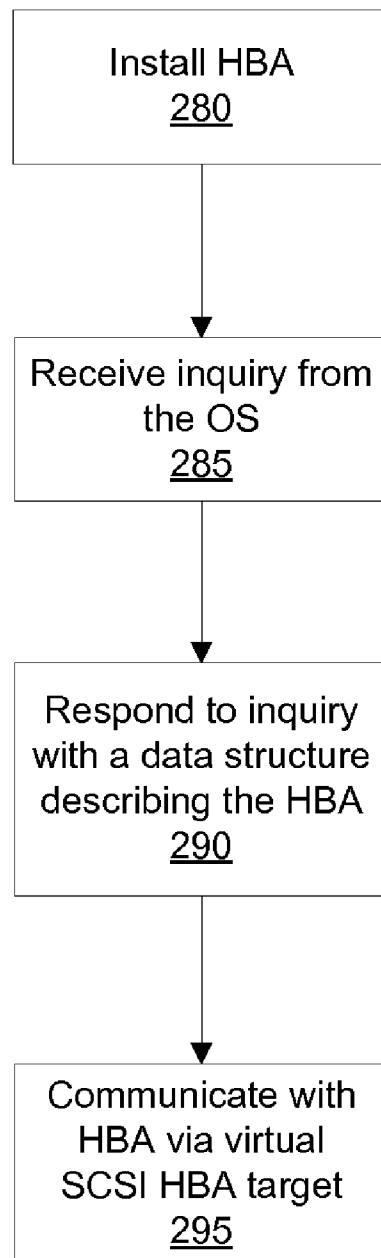 Install HBA
280
Receive inquiry from
the OS
285
Respond to inquiry
with a data structure
describing the HBA
290
Communicate with
HBA via virtual
SCSI HBA target
295